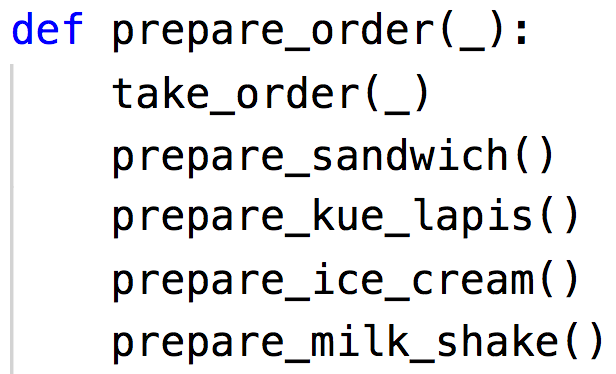 def prepare_order(_):
    take_order(_)
    prepare_sandwich()
    prepare_kue_lapis()
    prepare_ice_cream()
    prepare_milk_shake()